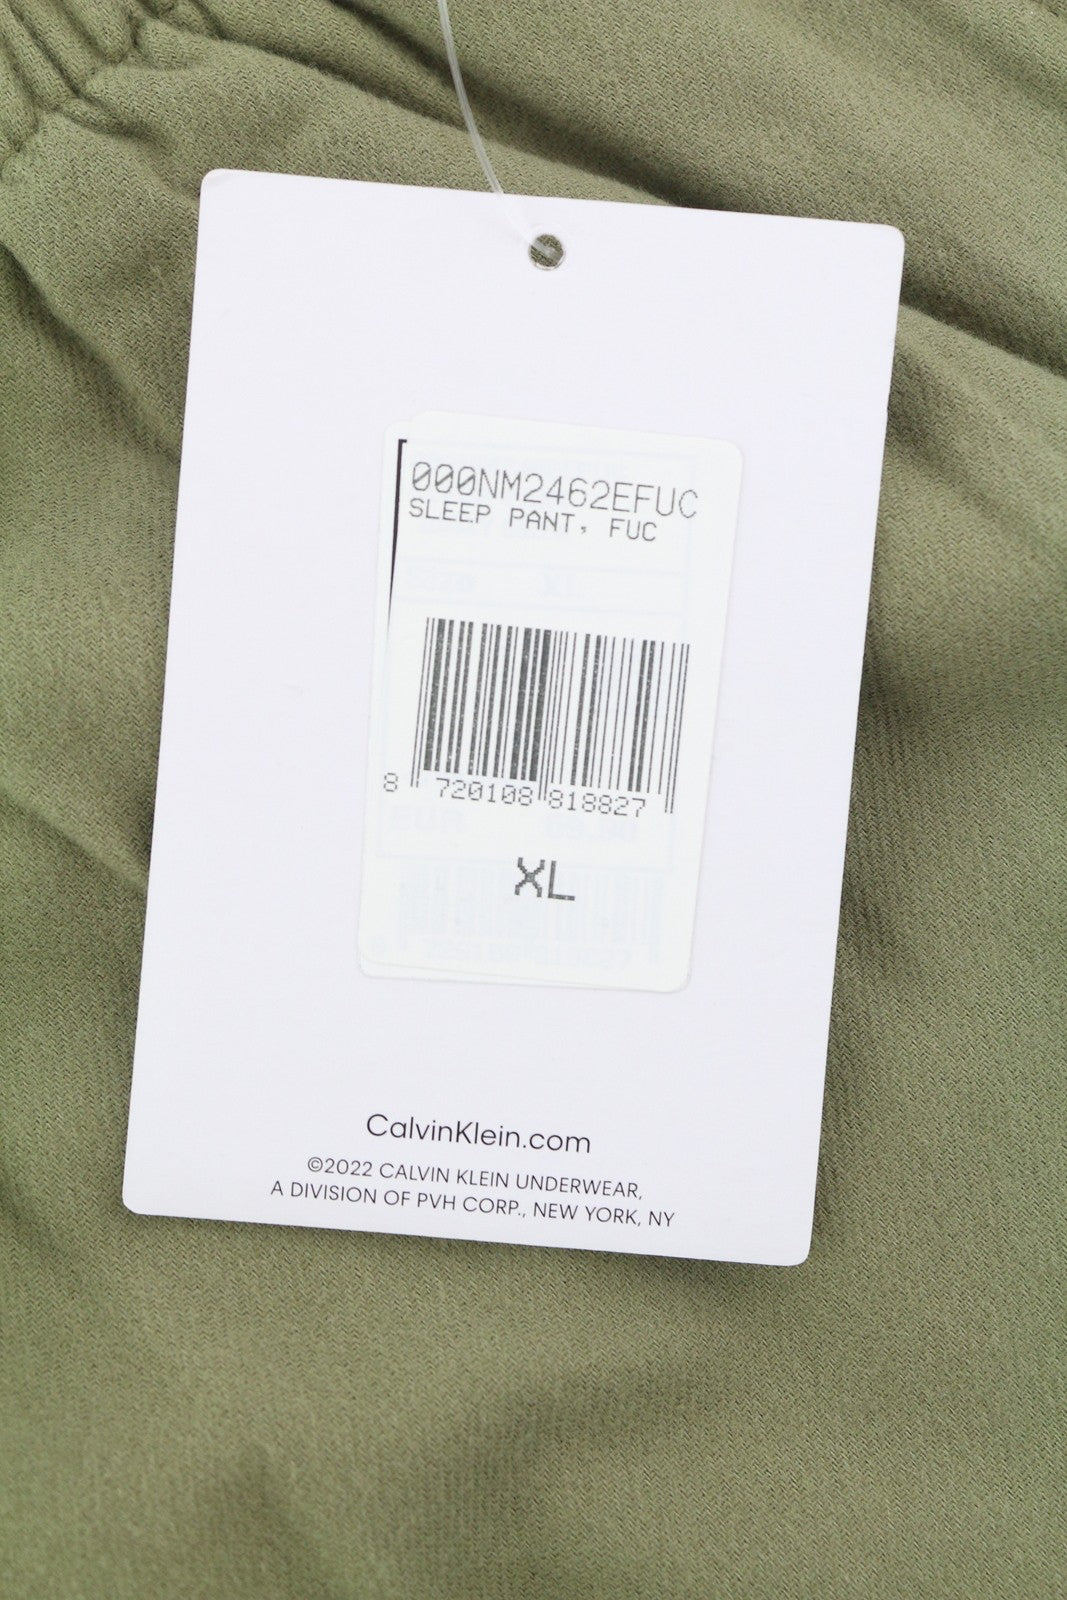 000NM2462EFUC
SLEEP PANT, FUC
8 720108 818827
XL
CalvinKlein.com
©2022 CALVIN KLEIN UNDERWEAR,
A DIVISION OF PVH CORP., NEW YORK, NY